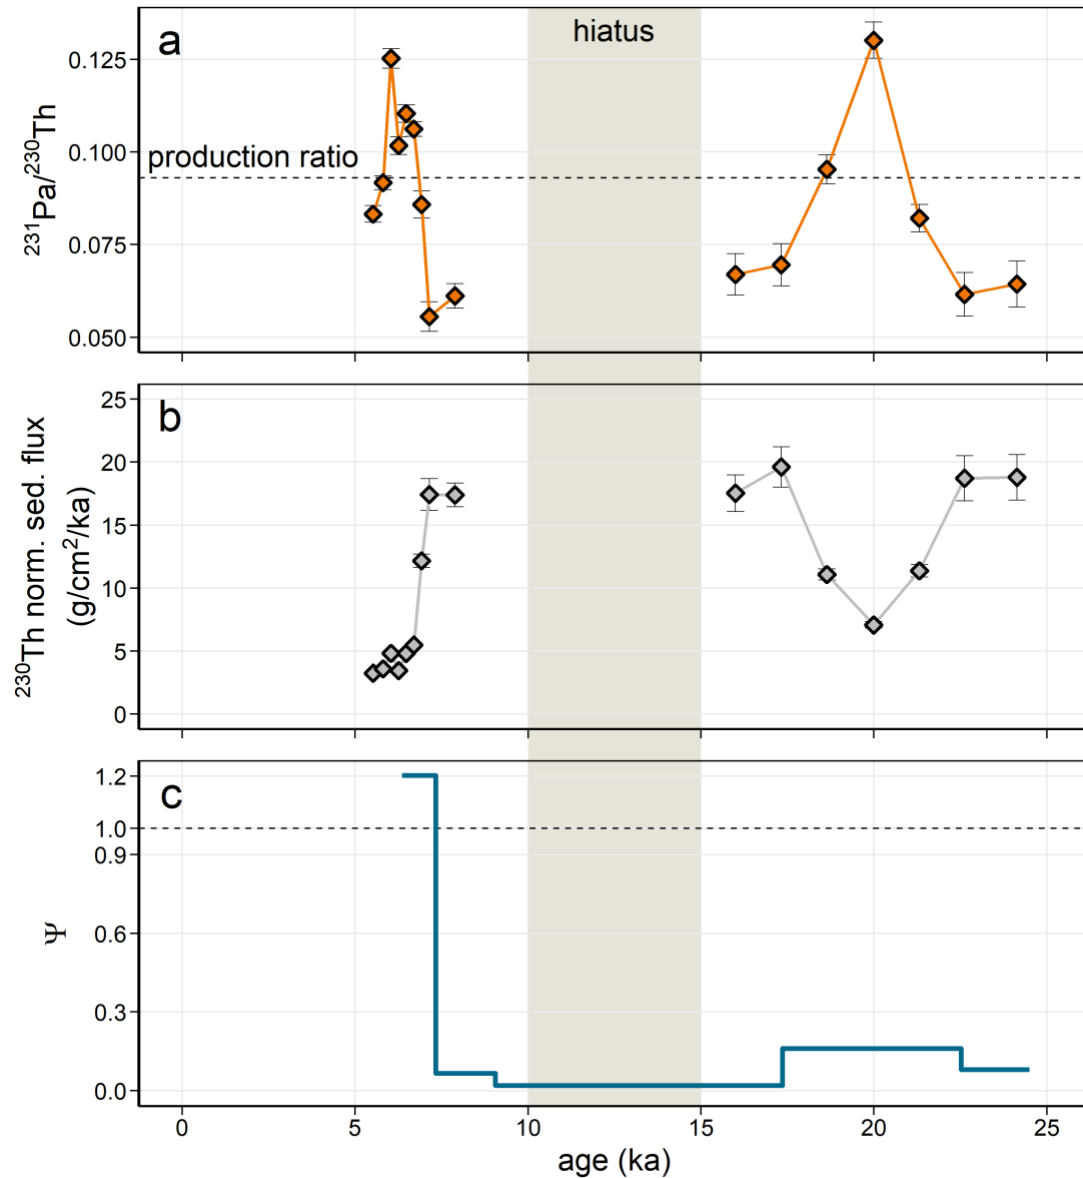 a
hiatus
0.125
0.100
0.075
0.050
production ratio
²³¹Pa/²³⁰Th
b
25
20
15
10
5
0
²³⁰Th norm. sed. flux
(g/cm²/ka)
c
1.2
1.0
0.9
0.6
0.3
0.0
Ψ
0 5 10 15 20 25
age (ka)